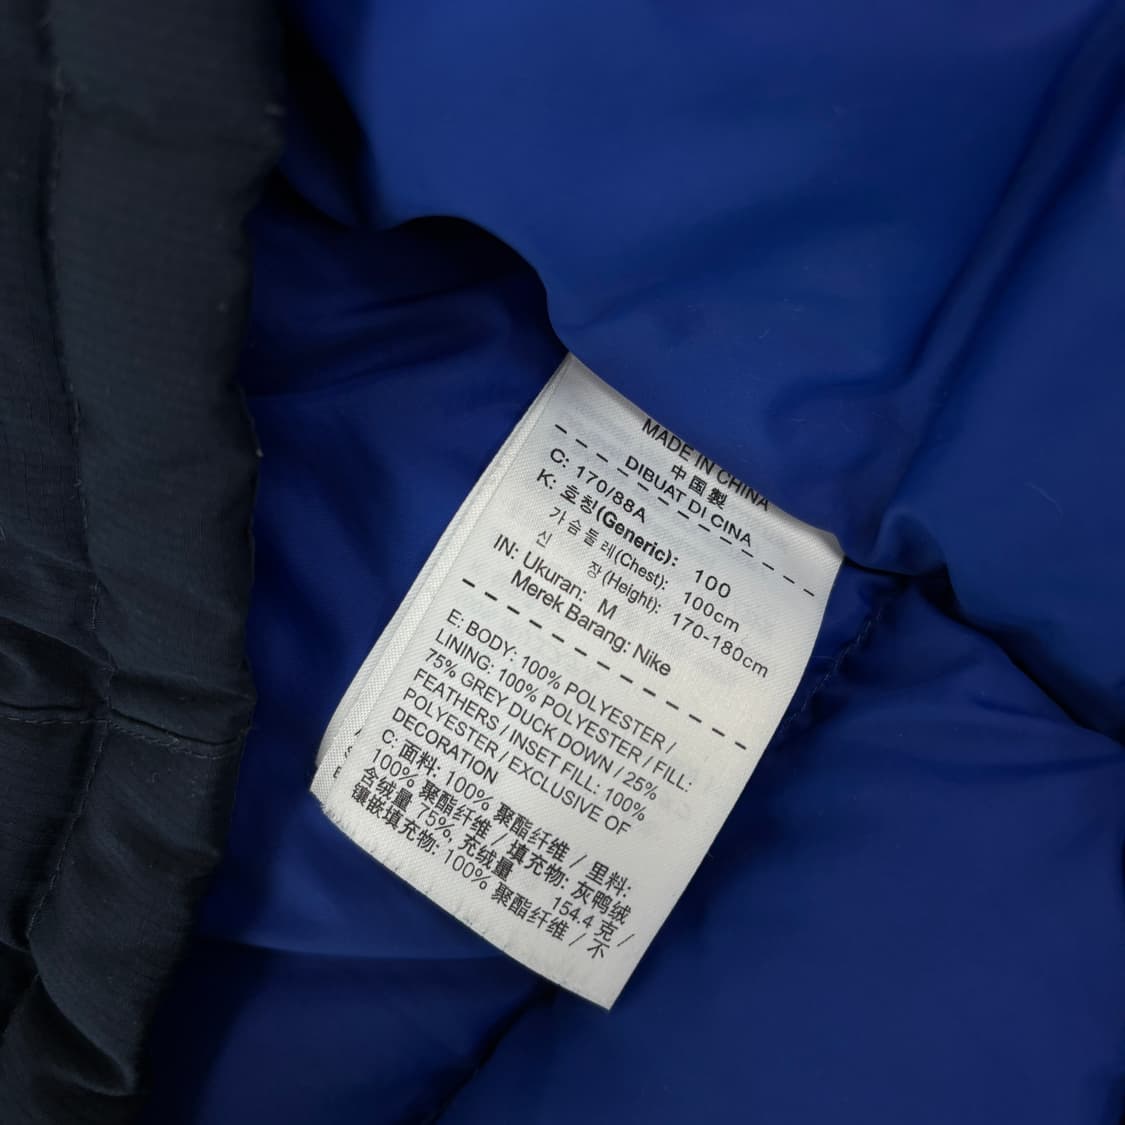 MADE IN CHINA
中国製
DIBUAT DI CINA
C: 170/88A
K: 호칭(Generic): 100
가슴둘레(Chest): 100cm
신 장(Height): 170-180cm
IN: Ukuran: M
Merek Barang: Nike
E: BODY: 100% POLYESTER /
LINING: 100% POLYESTER / FILL:
75% GREY DUCK DOWN / 25%
FEATHERS / INSET FILL: 100%
POLYESTER / EXCLUSIVE OF
DECORATION
C: 面料: 100% 聚酯纤维 / 里料:
100% 聚酯纤维 / 填充物: 灰鸭绒
含绒量 75%, 充绒量 154.4 克 /
镶嵌填充物: 100% 聚酯纤维 / 不